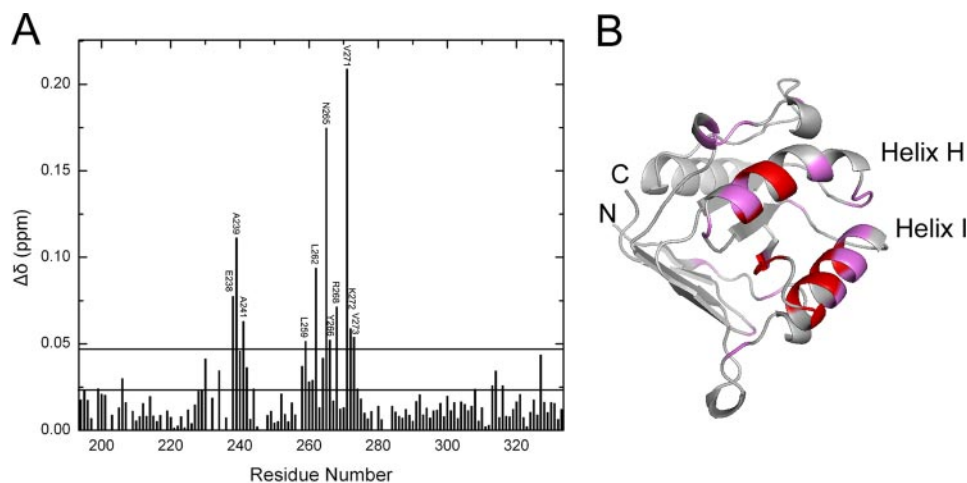 A
B
Δδ (ppm)
0.20
0.15
0.10
0.05
0.00
E238
A239
A241
L259
L262
N265
Y266
R268
V271
K272
V273
200
220
240
260
280
300
320
Residue Number
Helix H
C
N
Helix I